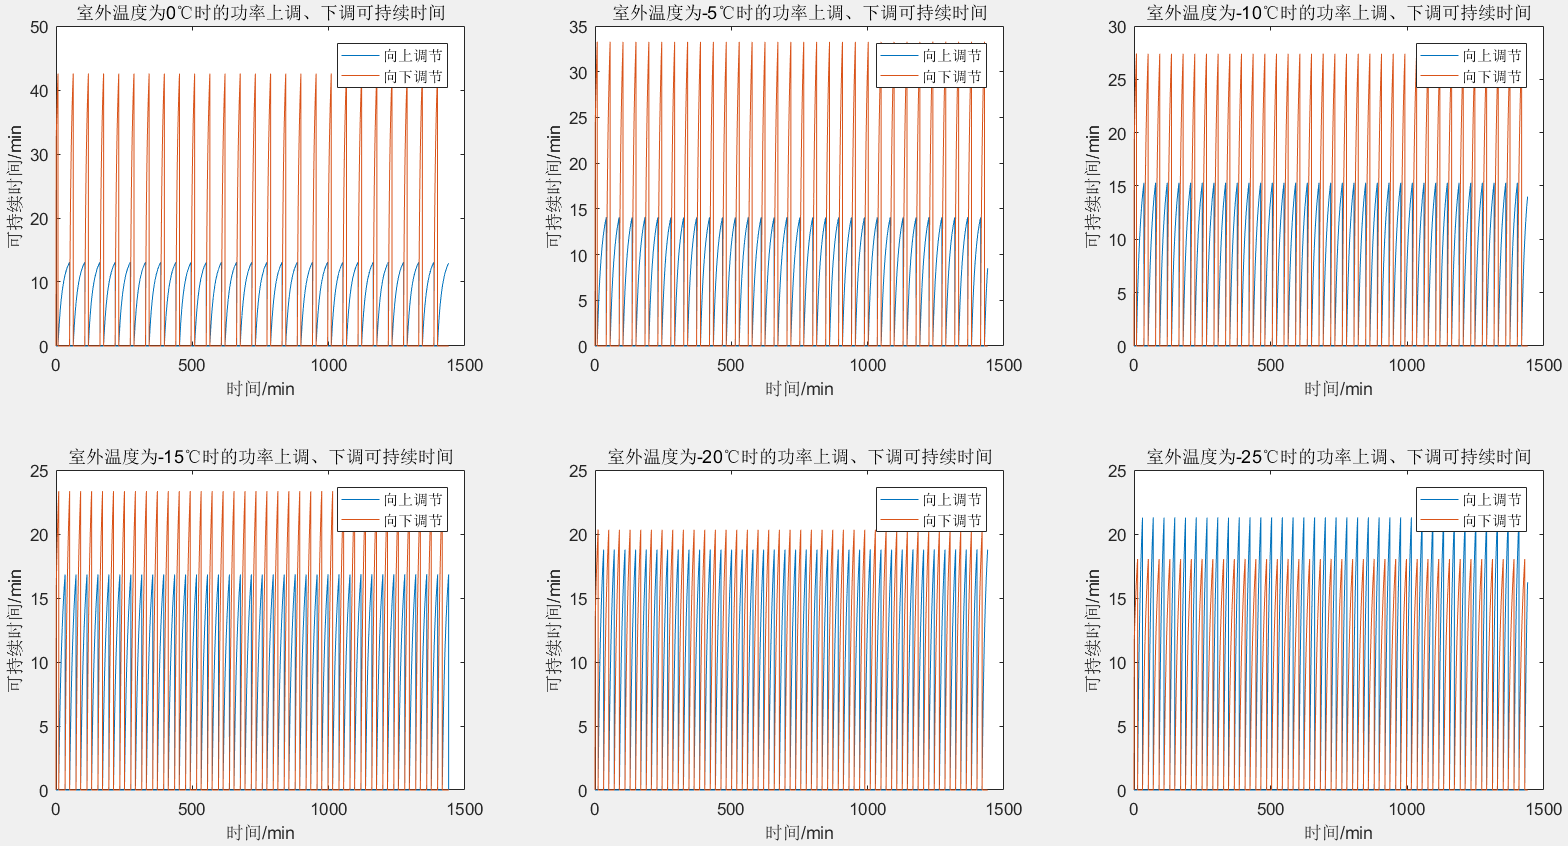 室外温度为0℃时的功率上调、下调可持续时间
50
40
30
20
10
0
可持续时间/min
向上调节
向下调节
0 500 1000 1500
时间/min
室外温度为-5℃时的功率上调、下调可持续时间
35
30
25
20
15
10
5
0
可持续时间/min
向上调节
向下调节
0 500 1000 1500
时间/min
室外温度为-10℃时的功率上调、下调可持续时间
30
25
20
15
10
5
0
可持续时间/min
向上调节
向下调节
0 500 1000 1500
时间/min
室外温度为-15℃时的功率上调、下调可持续时间
25
20
15
10
5
0
可持续时间/min
向上调节
向下调节
0 500 1000 1500
时间/min
室外温度为-20℃时的功率上调、下调可持续时间
25
20
15
10
5
0
可持续时间/min
向上调节
向下调节
0 500 1000 1500
时间/min
室外温度为-25℃时的功率上调、下调可持续时间
25
20
15
10
5
0
可持续时间/min
向上调节
向下调节
0 500 1000 1500
时间/min